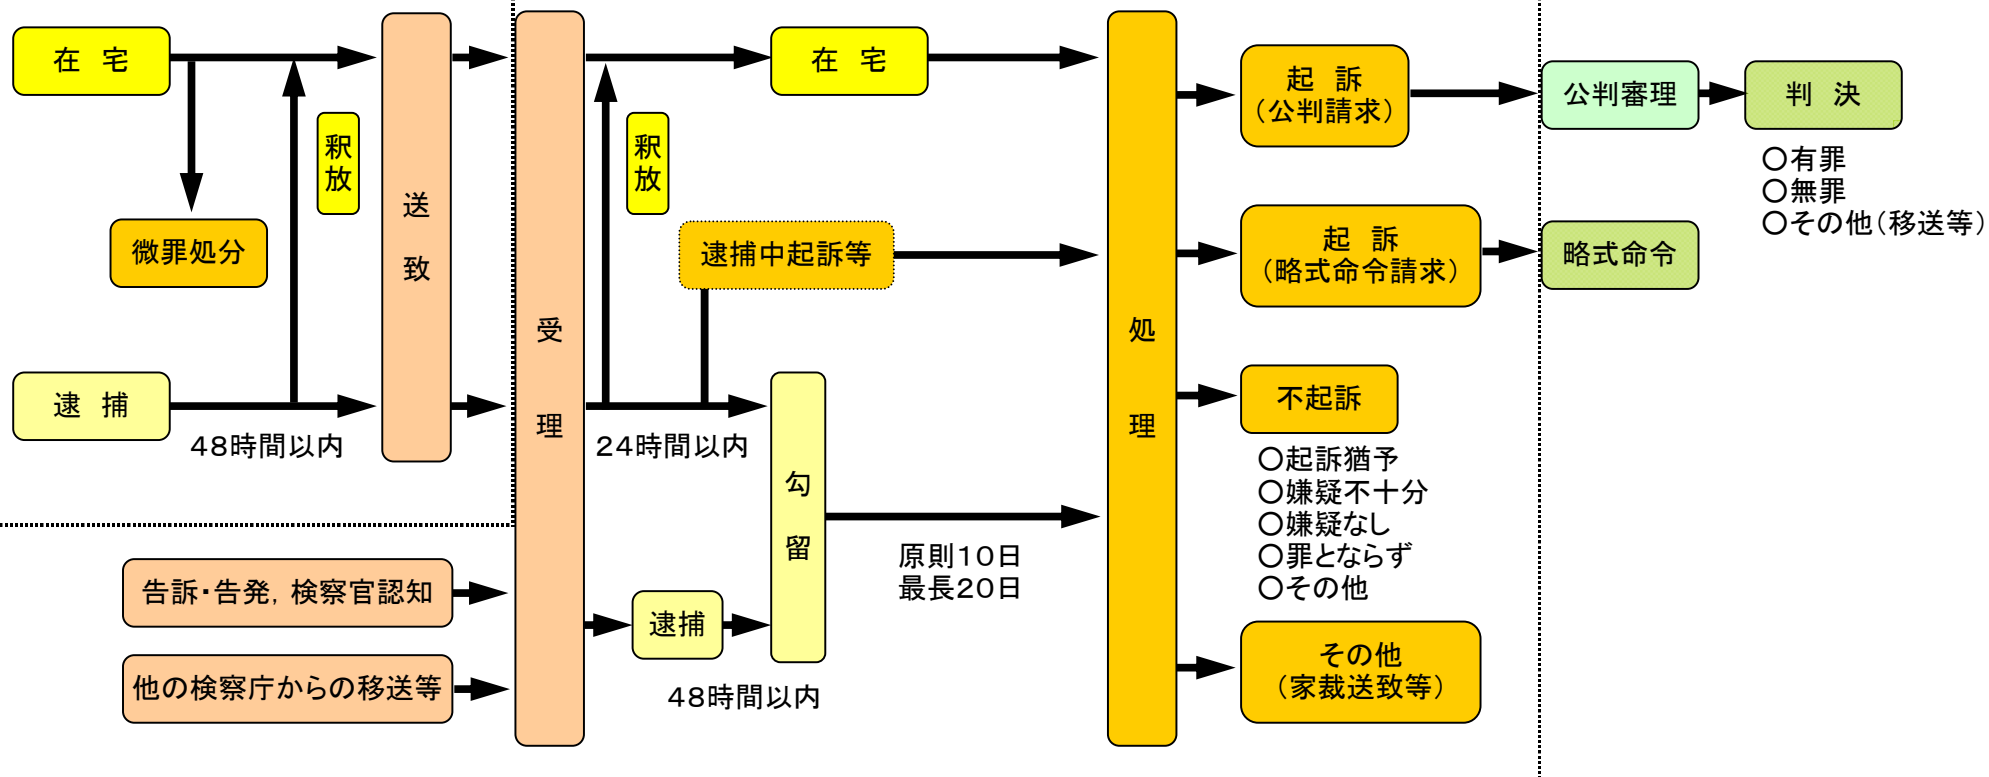 在 宅
釈放
微罪処分
逮 捕
48時間以内
送致
受理
告訴・告発，検察官認知
他の検察庁からの移送等
在 宅
釈放
逮捕中起訴等
24時間以内
勾留
逮捕
48時間以内
原則10日
最長20日
処理
起 訴
（公判請求）
起 訴
（略式命令請求）
不起訴
○起訴猶予
○嫌疑不十分
○嫌疑なし
○罪とならず
○その他
その他
（家裁送致等）
公判審理
判 決
○有罪
○無罪
○その他（移送等）
略式命令